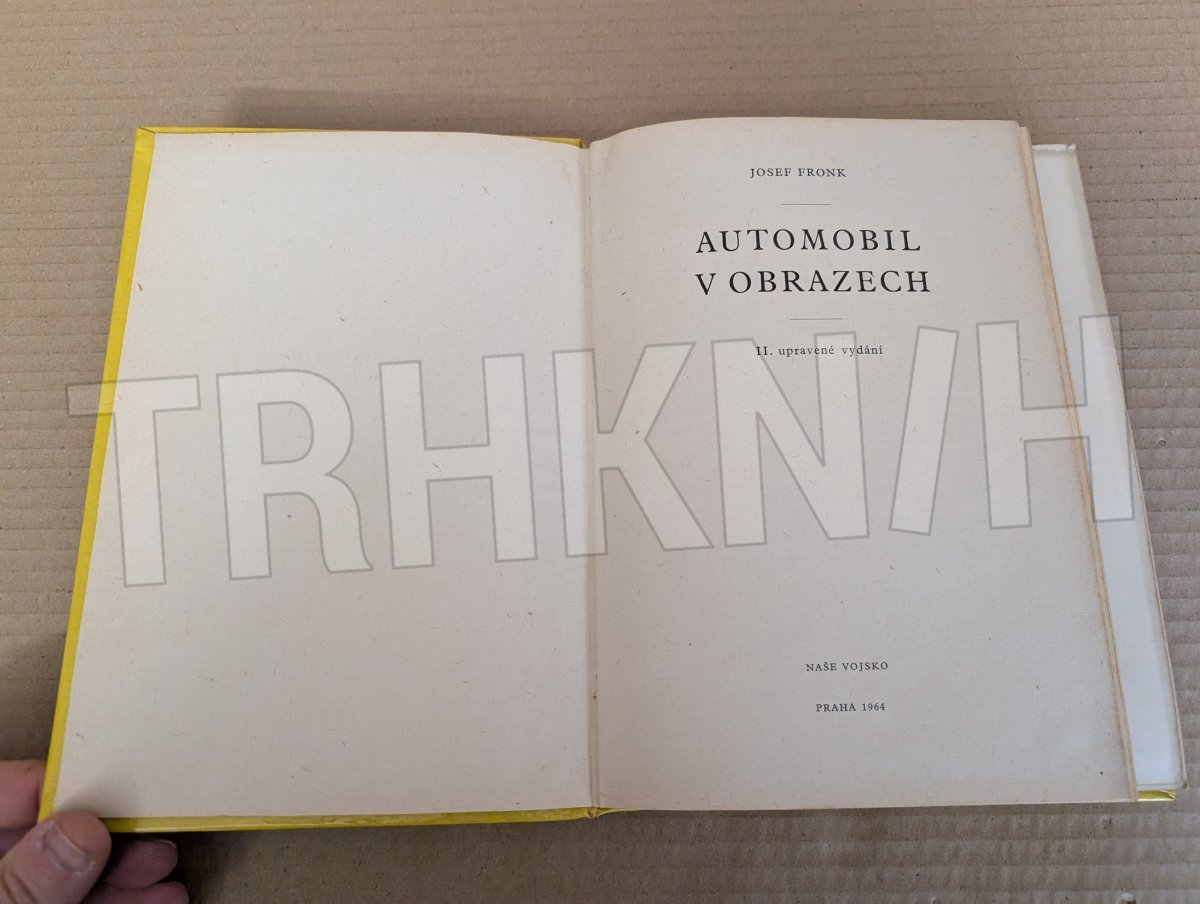 JOSEF FRONK
AUTOMOBIL
V OBRAZECH
II. upravené vydání
TRHKNIH
NAŠE VOJSKO
PRAHA 1964